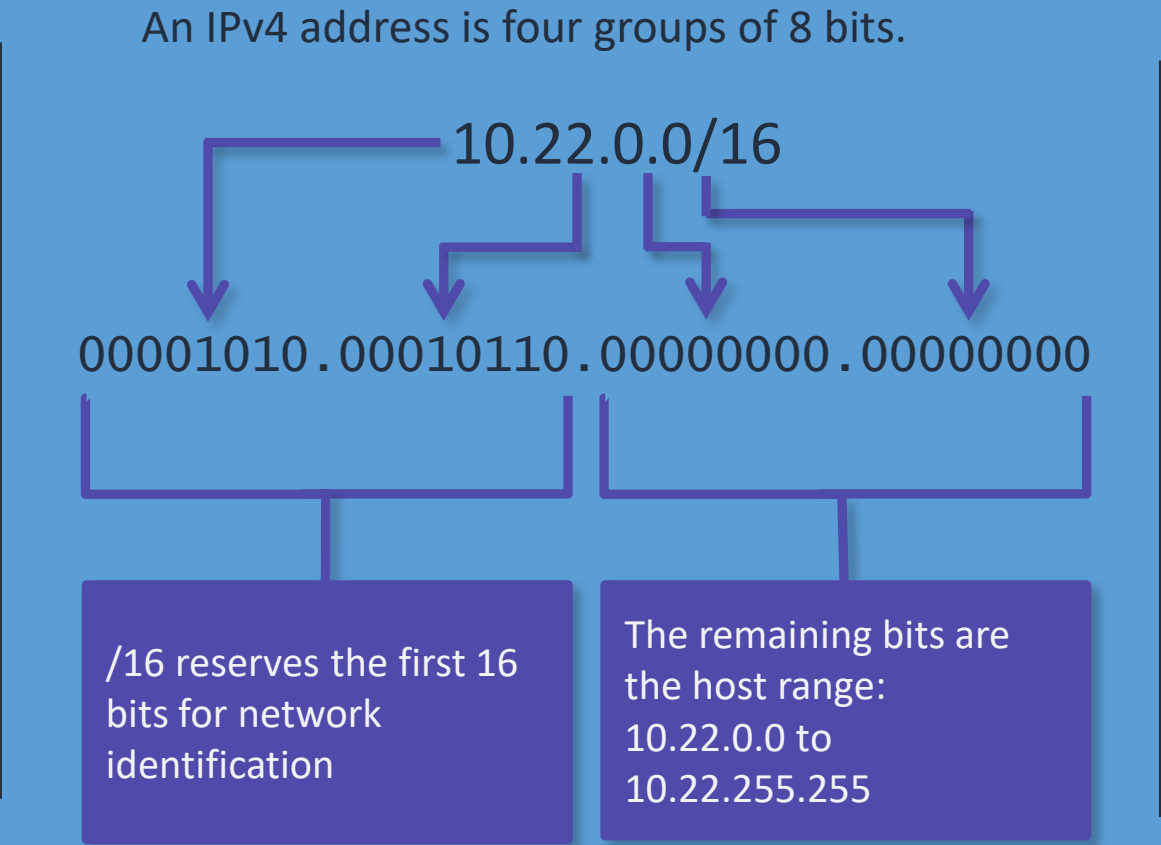 An IPv4 address is four groups of 8 bits.
10.22.0.0/16
00001010.00010110.00000000.00000000
/16 reserves the first 16
bits for network
identification
The remaining bits are
the host range:
10.22.0.0 to
10.22.255.255